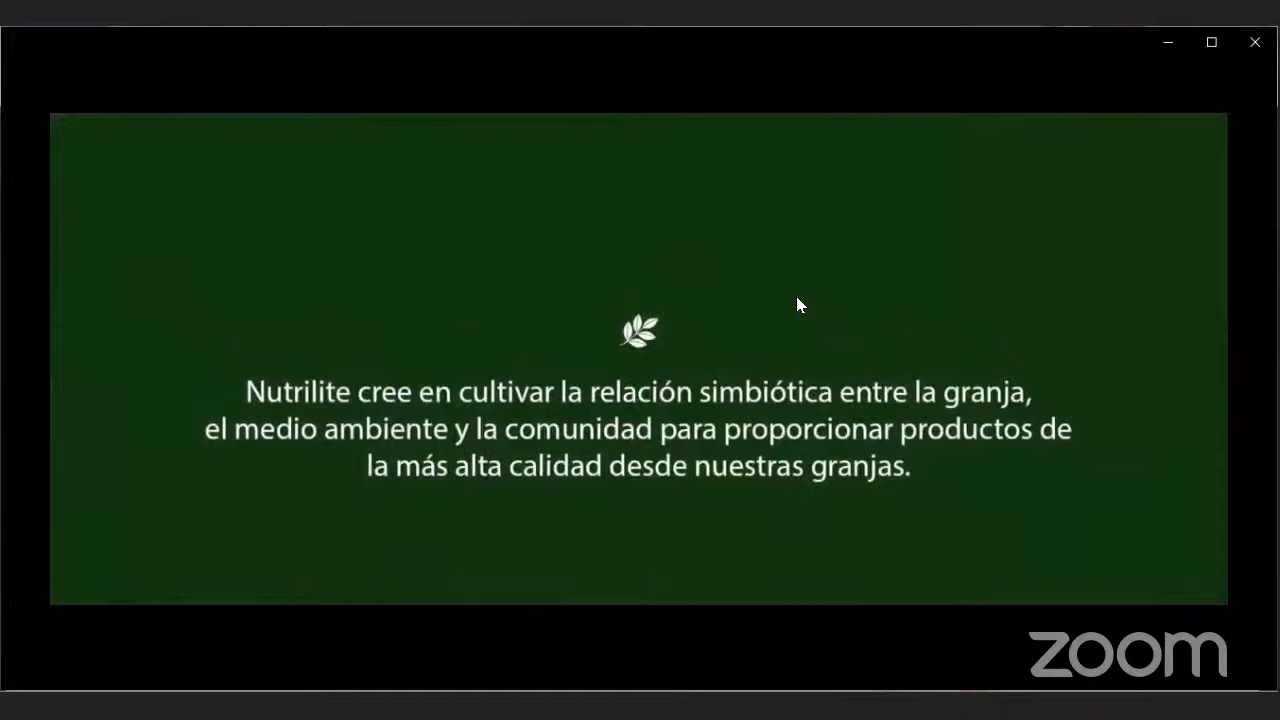 Nutrilite cree en cultivar la relación simbiótica entre la granja,
el medio ambiente y la comunidad para proporcionar productos de
la más alta calidad desde nuestras granjas.
zoom